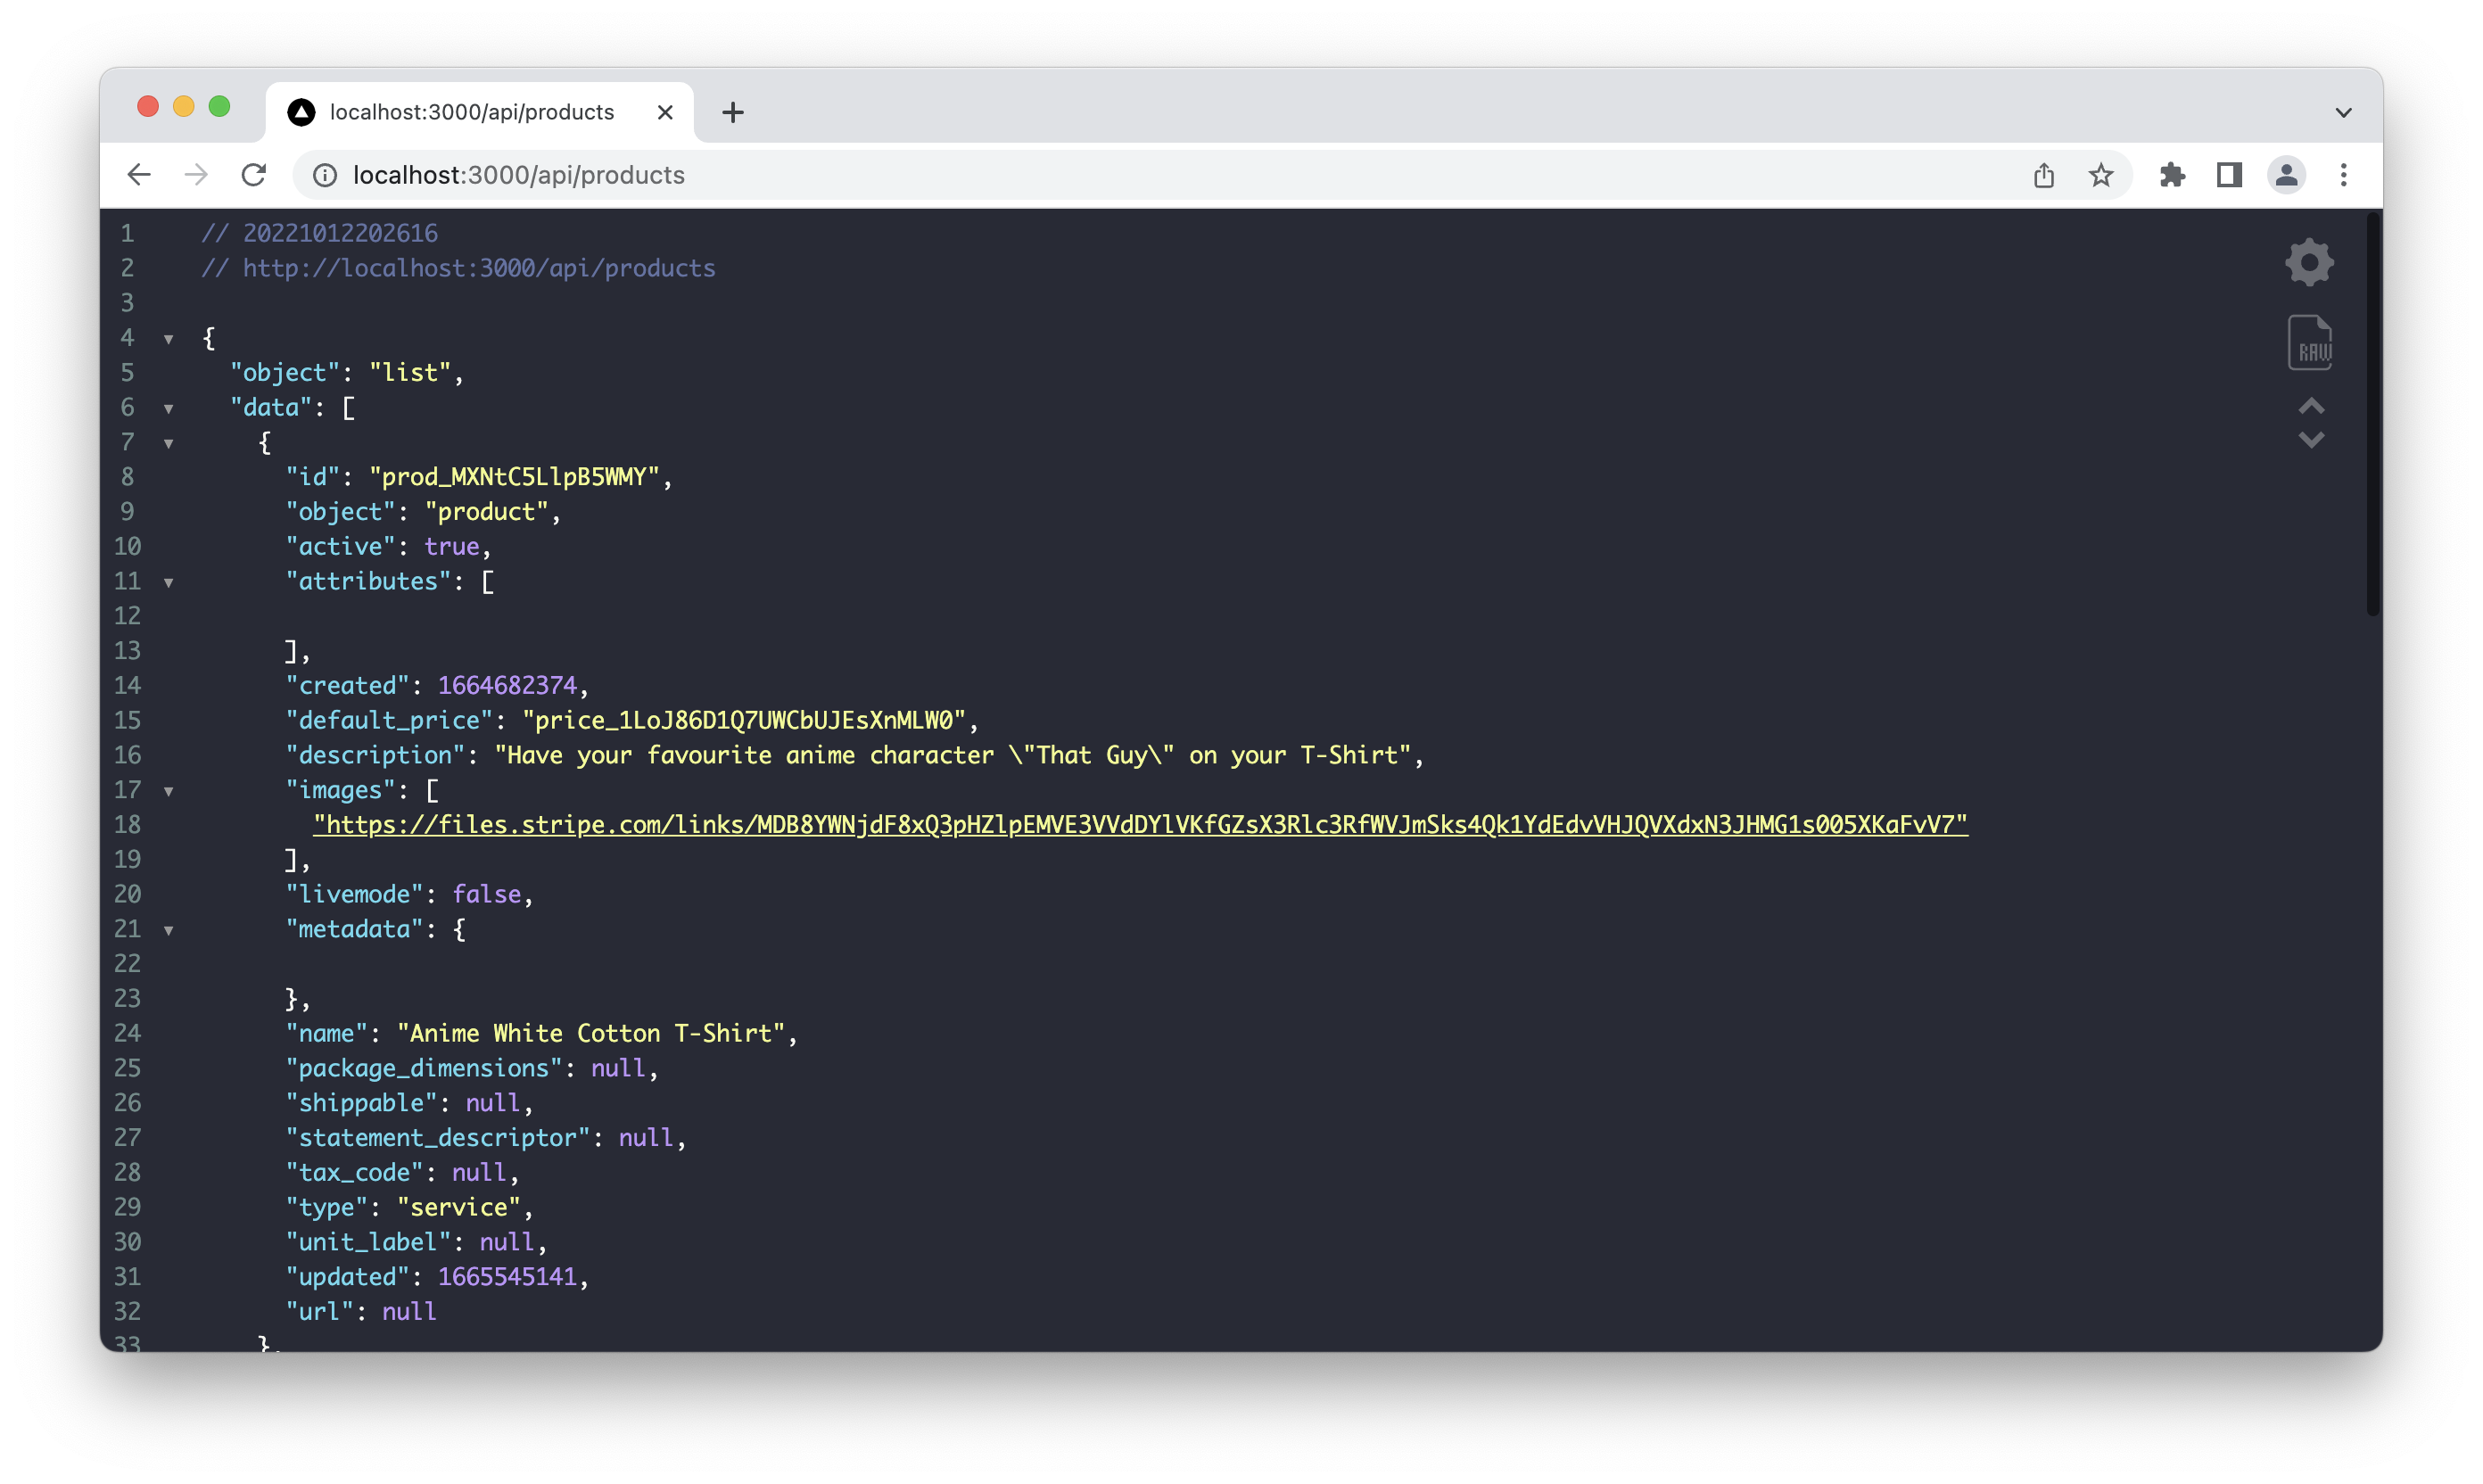 localhost:3000/api/products
localhost:3000/api/products
1 // 20221012202616
2 // http://localhost:3000/api/products
3
4 {
5 "object": "list",
6 "data": [
7 {
8 "id": "prod_MXNtC5LlpB5WMY",
9 "object": "product",
10 "active": true,
11 "attributes": [
12
13 ],
14 "created": 1664682374,
15 "default_price": "price_1LoJ86D1Q7UWCbUJEsXnMLW0",
16 "description": "Have your favourite anime character \"That Guy\" on your T-Shirt",
17 "images": [
18 "https://files.stripe.com/links/MDB8YWNjdF8xQ3pHZlpEMVE3VVdDYlVKfGZsX3Rlc3RfWVJmSks4Qk1YdEdvVHJQVXdxN3JHMG1s005XKaFvV7"
19 ],
20 "livemode": false,
21 "metadata": {
22
23 },
24 "name": "Anime White Cotton T-Shirt",
25 "package_dimensions": null,
26 "shippable": null,
27 "statement_descriptor": null,
28 "tax_code": null,
29 "type": "service",
30 "unit_label": null,
31 "updated": 1665545141,
32 "url": null
33 },
RAW